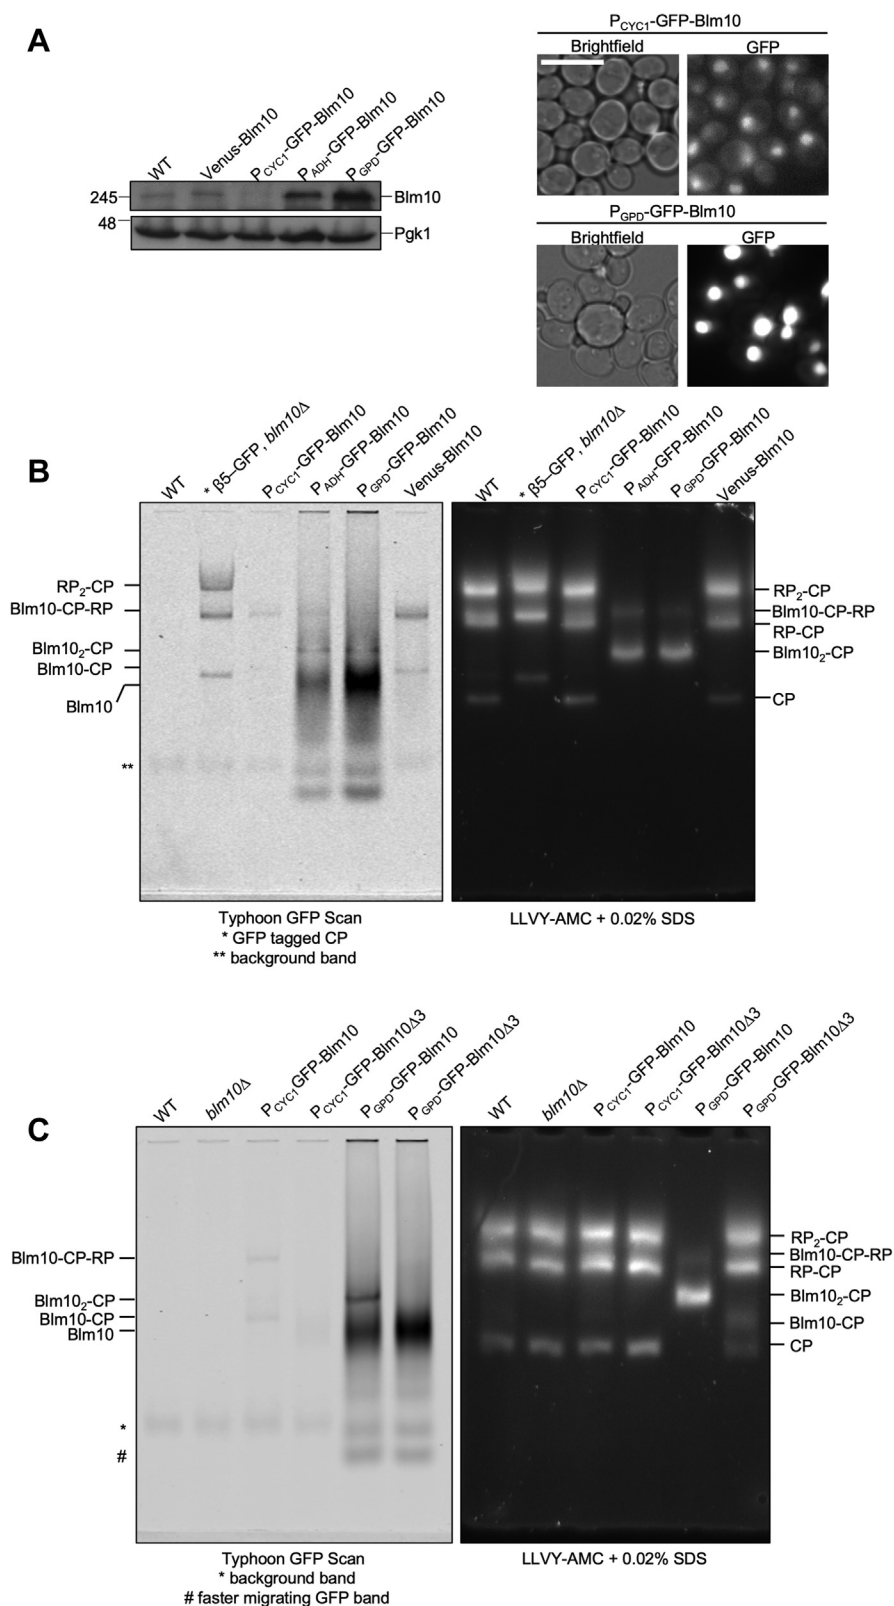 A
WT
Venus-Blm10
PCYC1-GFP-Blm10
PADH-GFP-Blm10
PGPD-GFP-Blm10
245
Blm10
48
Pgk1
PCYC1-GFP-Blm10
Brightfield
GFP
PGPD-GFP-Blm10
Brightfield
GFP
B
WT
* β5–GFP, blm10Δ
PCYC1-GFP-Blm10
PADH-GFP-Blm10
PGPD-GFP-Blm10
Venus-Blm10
RP2-CP
Blm10-CP-RP
Blm102-CP
Blm10-CP
Blm10
**
Typhoon GFP Scan
* GFP tagged CP
** background band
WT
* β5–GFP, blm10Δ
PCYC1-GFP-Blm10
PADH-GFP-Blm10
PGPD-GFP-Blm10
Venus-Blm10
RP2-CP
Blm10-CP-RP
RP-CP
Blm102-CP
CP
LLVY-AMC + 0.02% SDS
C
WT
blm10Δ
PCYC1GFP-Blm10
PCYC1-GFP-Blm10Δ3
PGPD-GFP-Blm10
PGPD-GFP-Blm10Δ3
Blm10-CP-RP
Blm102-CP
Blm10-CP
Blm10
*
#
Typhoon GFP Scan
* background band
# faster migrating GFP band
WT
blm10Δ
PCYC1-GFP-Blm10
PCYC1-GFP-Blm10Δ3
PGPD-GFP-Blm10
PGPD-GFP-Blm10Δ3
RP2-CP
Blm10-CP-RP
RP-CP
Blm102-CP
Blm10-CP
CP
LLVY-AMC + 0.02% SDS